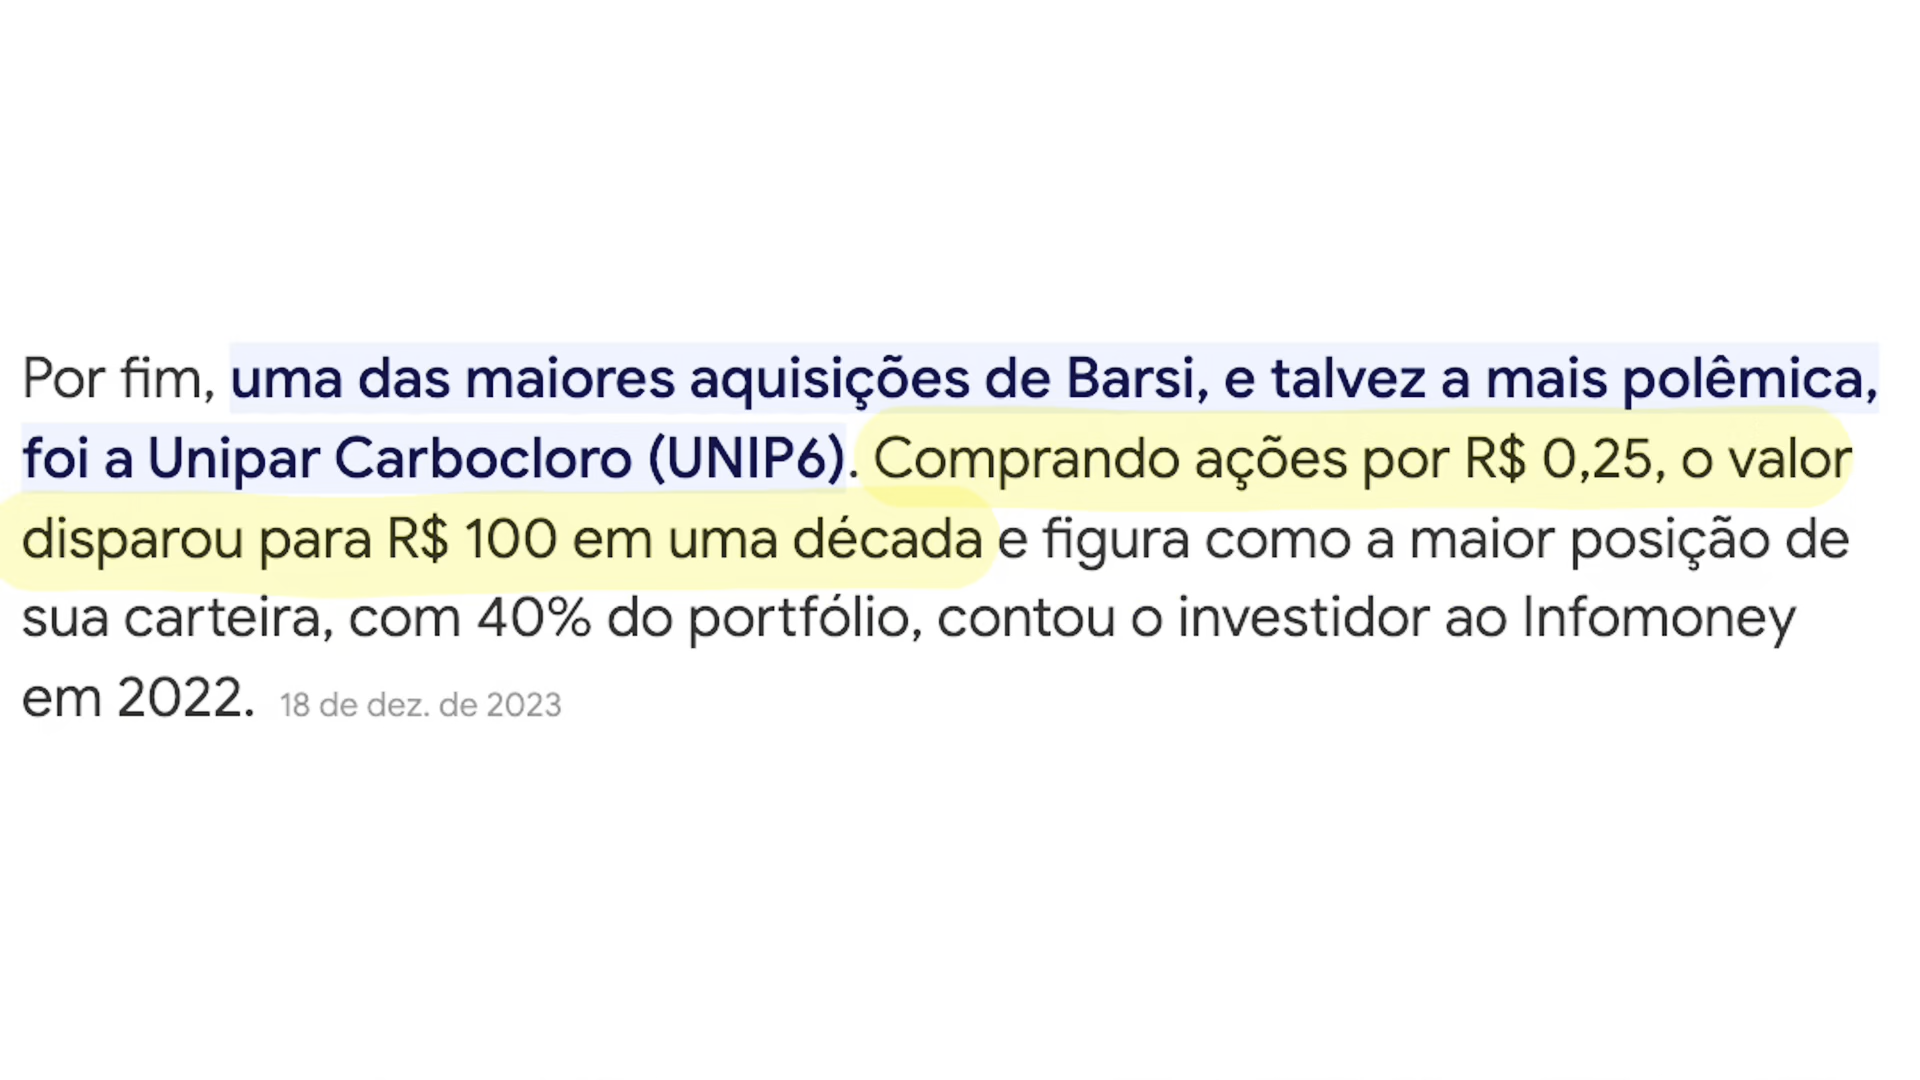 Por fim, uma das maiores aquisições de Barsi, e talvez a mais polêmica,
foi a Unipar Carbocloro (UNIP6). Comprando ações por R$ 0,25, o valor
disparou para R$ 100 em uma década e figura como a maior posição de
sua carteira, com 40% do portfólio, contou o investidor ao Infomoney
em 2022. 18 de dez. de 2023